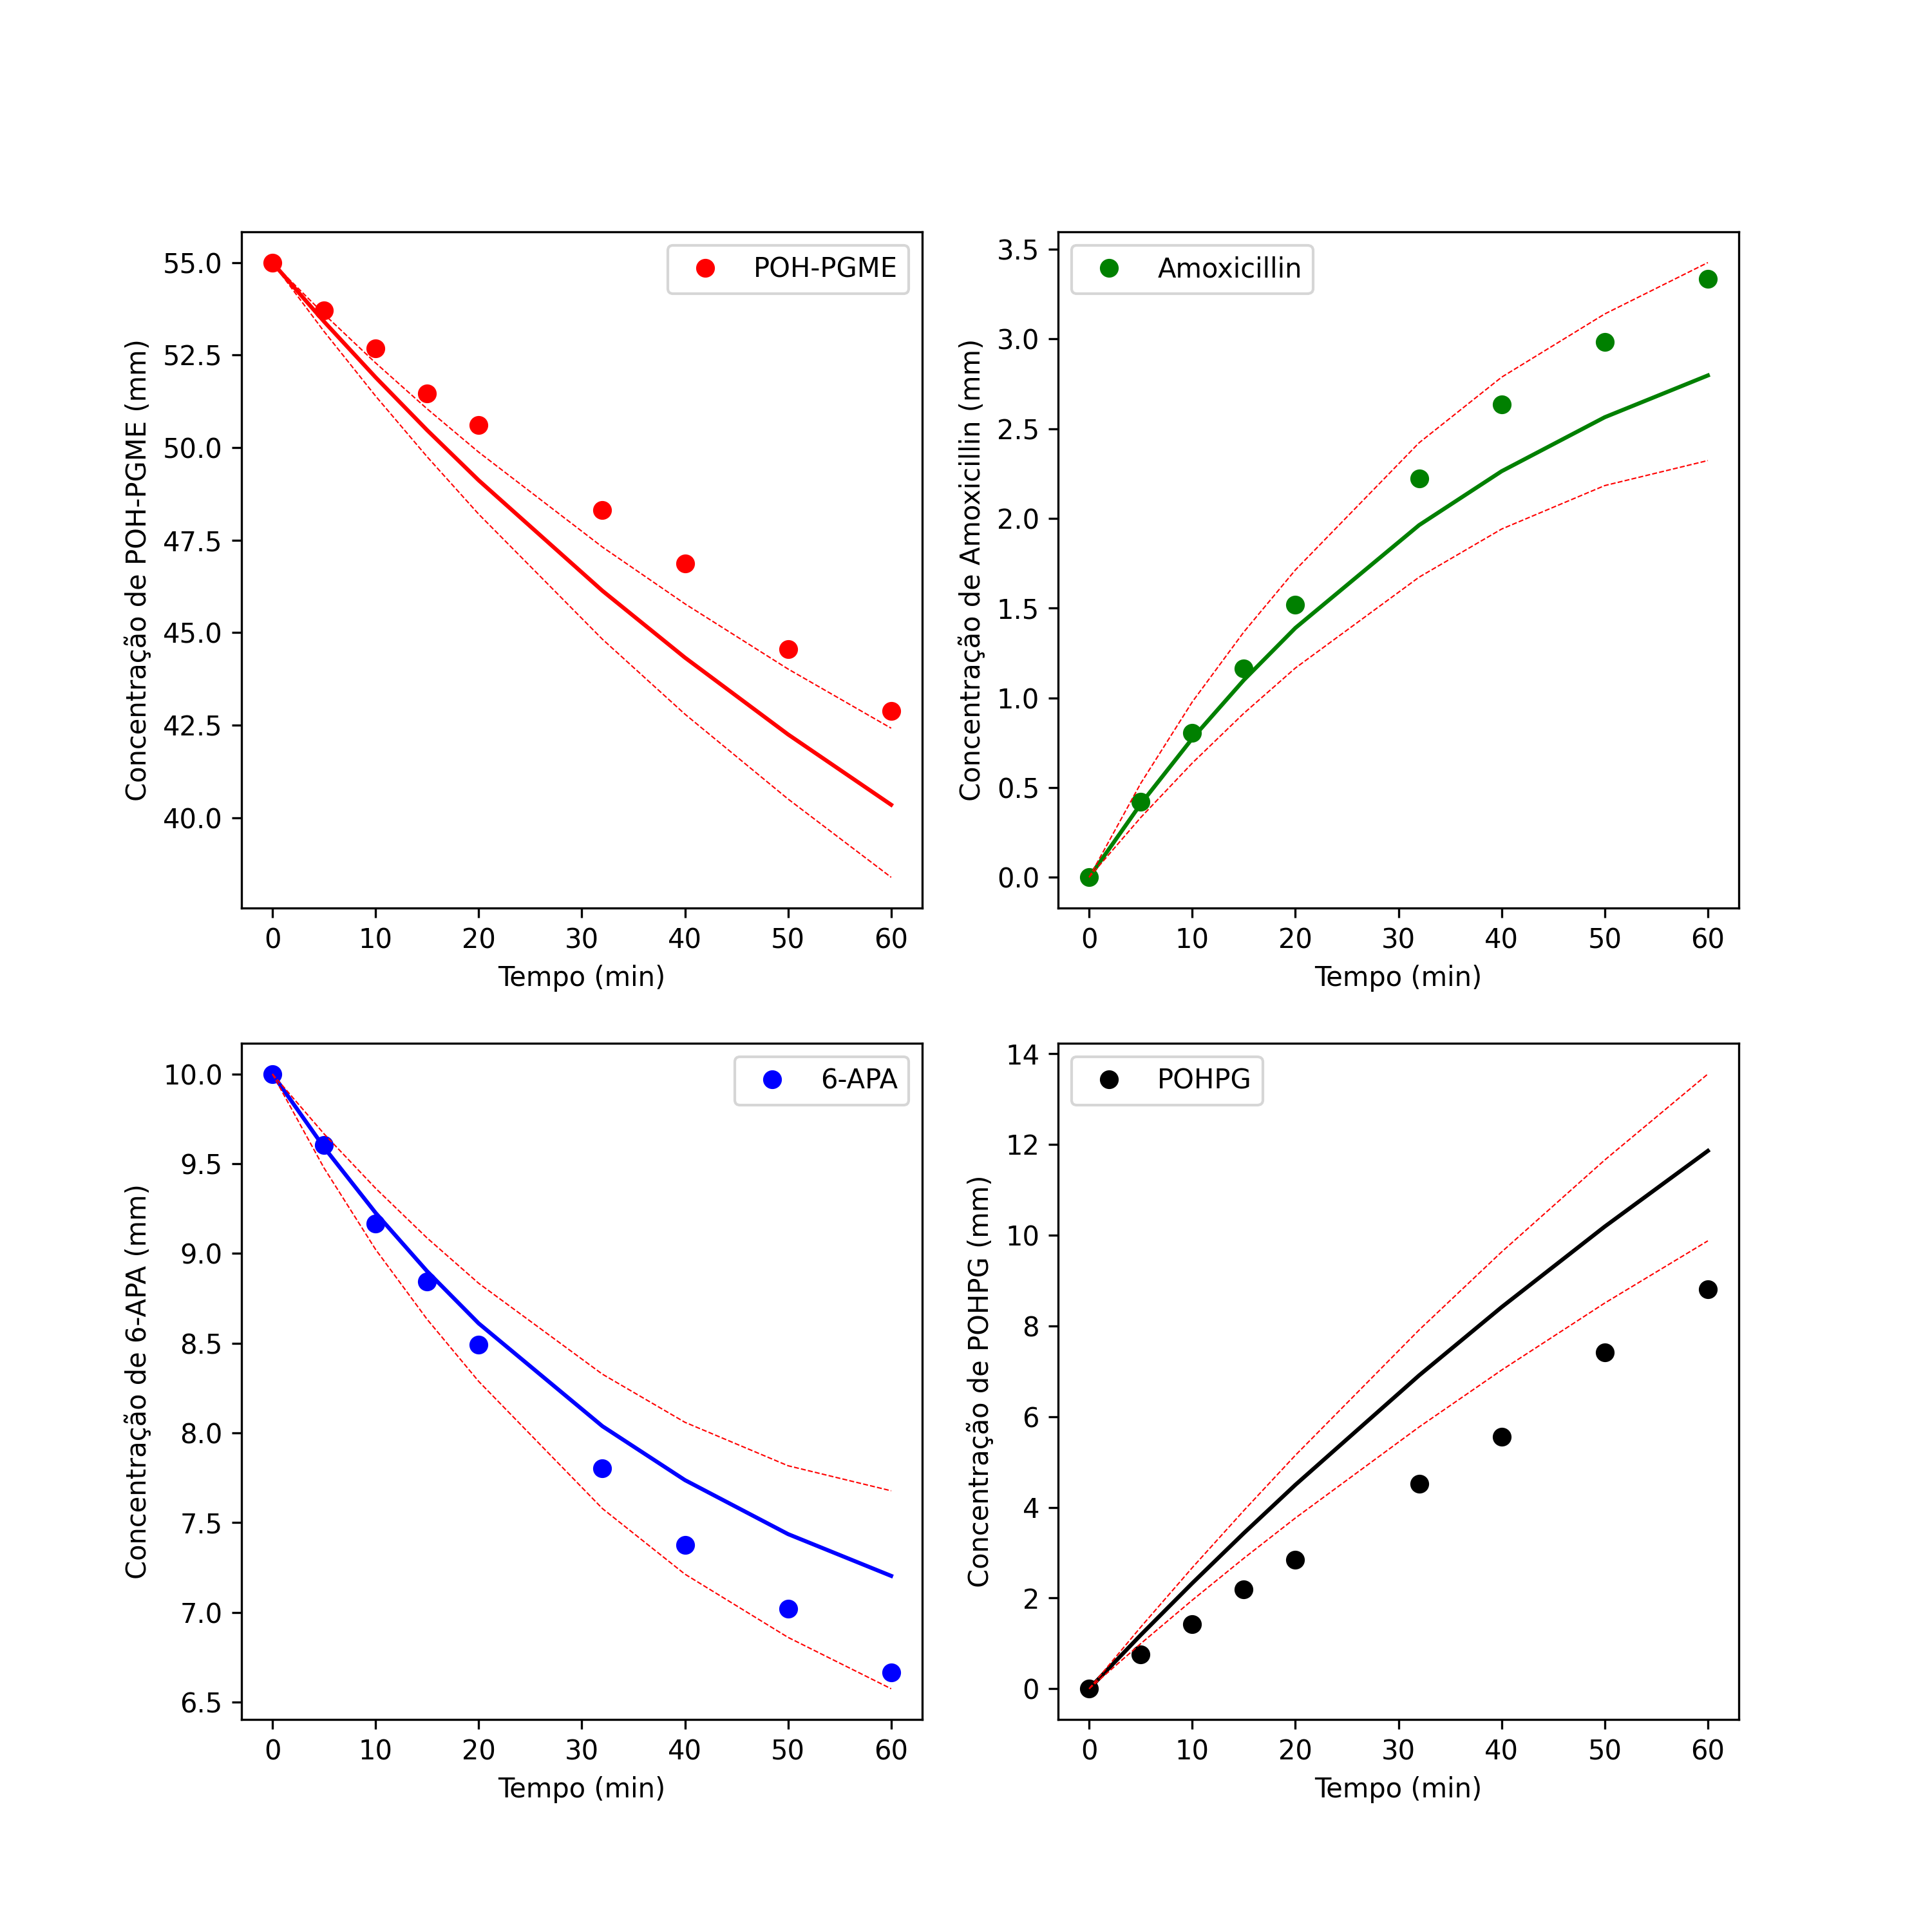 POH-PGME
Concentração de POH-PGME (mm)
55.0
52.5
50.0
47.5
45.0
42.5
40.0
0 10 20 30 40 50 60
Tempo (min)
Amoxicillin
Concentração de Amoxicillin (mm)
3.5
3.0
2.5
2.0
1.5
1.0
0.5
0.0
0 10 20 30 40 50 60
Tempo (min)
6-APA
Concentração de 6-APA (mm)
10.0
9.5
9.0
8.5
8.0
7.5
7.0
6.5
0 10 20 30 40 50 60
Tempo (min)
POHPG
Concentração de POHPG (mm)
14
12
10
8
6
4
2
0
0 10 20 30 40 50 60
Tempo (min)